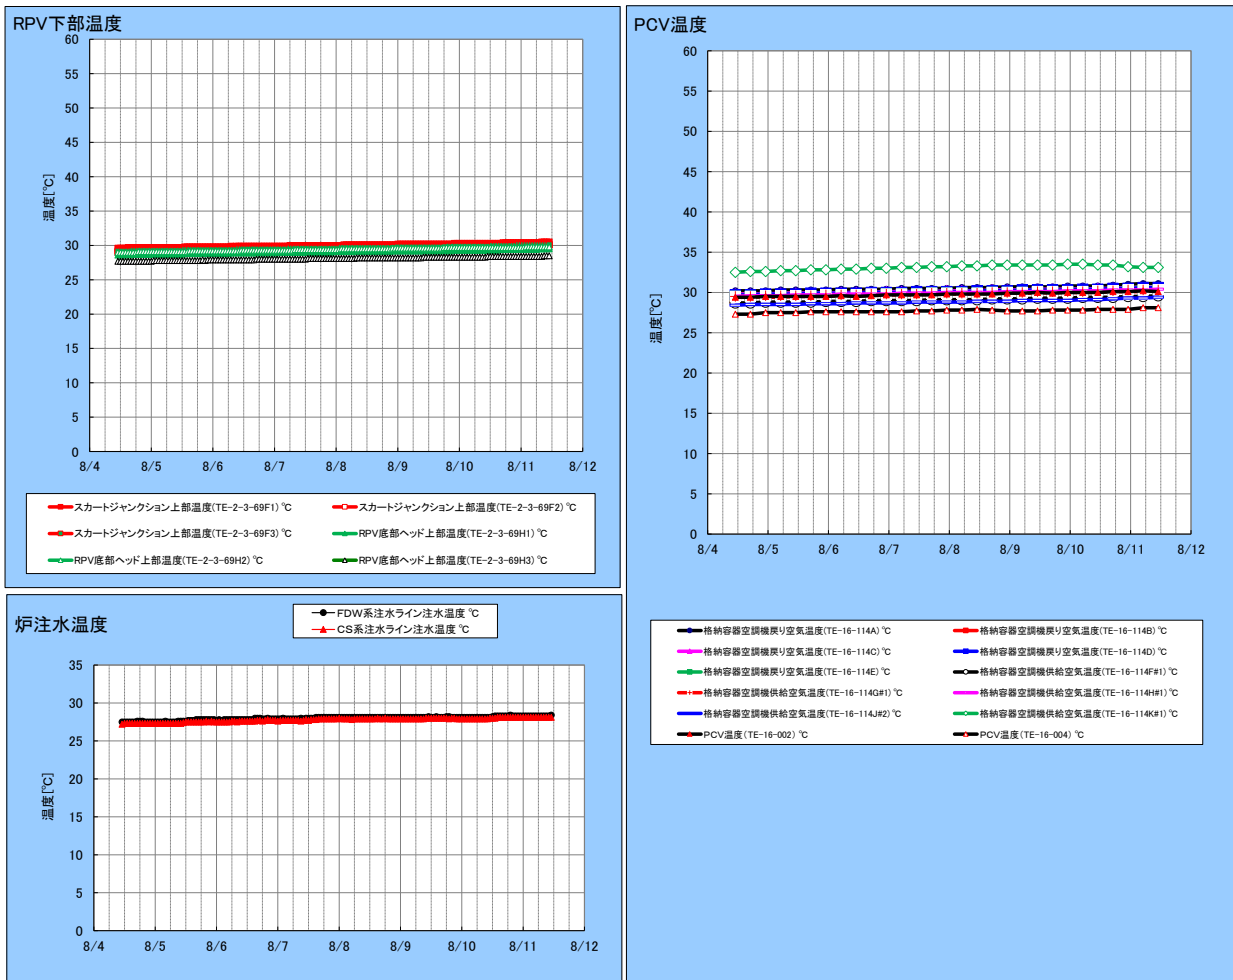 RPV下部温度
60
55
50
45
40
35
30
25
20
15
10
5
0
温度[℃]
8/4 8/5 8/6 8/7 8/8 8/9 8/10 8/11 8/12
スカートジャンクション上部温度(TE-2-3-69F1) ℃ スカートジャンクション上部温度(TE-2-3-69F2) ℃
スカートジャンクション上部温度(TE-2-3-69F3) ℃ RPV底部ヘッド上部温度(TE-2-3-69H1) ℃
RPV底部ヘッド上部温度(TE-2-3-69H2) ℃ RPV底部ヘッド上部温度(TE-2-3-69H3) ℃
炉注水温度
FDW系注水ライン注水温度 ℃
CS系注水ライン注水温度 ℃
35
30
25
20
15
10
5
0
温度[℃]
8/4 8/5 8/6 8/7 8/8 8/9 8/10 8/11 8/12
PCV温度
60
55
50
45
40
35
30
25
20
15
10
5
0
温度[℃]
8/4 8/5 8/6 8/7 8/8 8/9 8/10 8/11 8/12
格納容器空調機戻り空気温度(TE-16-114A) ℃ 格納容器空調機戻り空気温度(TE-16-114B) ℃
格納容器空調機戻り空気温度(TE-16-114C) ℃ 格納容器空調機戻り空気温度(TE-16-114D) ℃
格納容器空調機戻り空気温度(TE-16-114E) ℃ 格納容器空調機供給空気温度(TE-16-114F#1) ℃
格納容器空調機供給空気温度(TE-16-114G#1) ℃ 格納容器空調機供給空気温度(TE-16-114H#1) ℃
格納容器空調機供給空気温度(TE-16-114J#2) ℃ 格納容器空調機供給空気温度(TE-16-114K#1) ℃
PCV温度(TE-16-002) ℃ PCV温度(TE-16-004) ℃